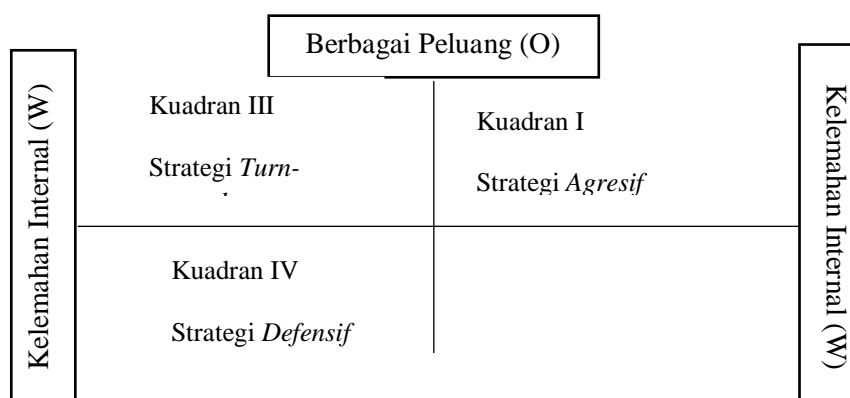 Berbagai Peluang (O)
Kelemahan Internal (W)
Kuadran III
Strategi Turn-
Kuadran I
Strategi Agresif
Kelemahan Internal (W)
Kuadran IV
Strategi Defensif